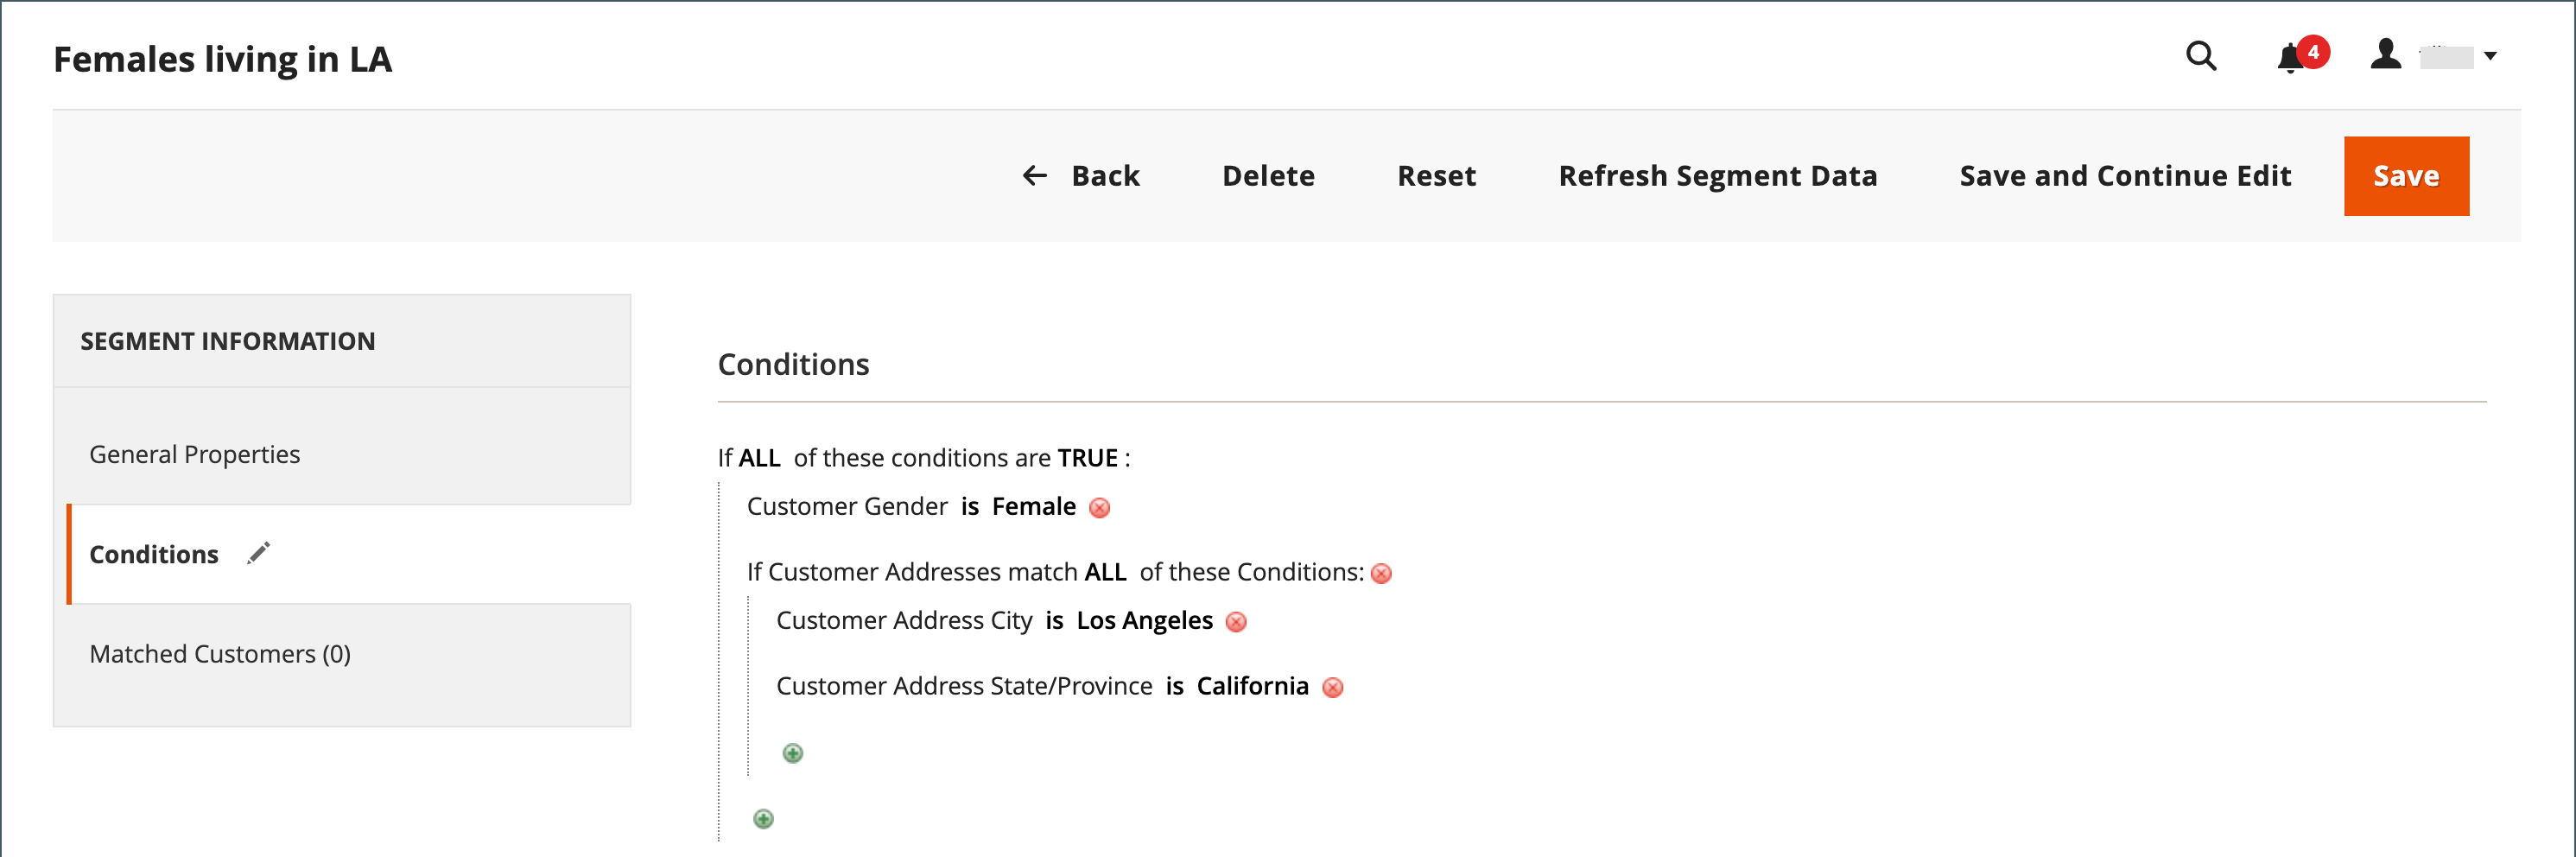 Females living in LA
4
Back Delete Reset Refresh Segment Data Save and Continue Edit Save
SEGMENT INFORMATION
General Properties
Conditions
Matched Customers (0)
Conditions
If ALL of these conditions are TRUE :
Customer Gender is Female
If Customer Addresses match ALL of these Conditions:
Customer Address City is Los Angeles
Customer Address State/Province is California